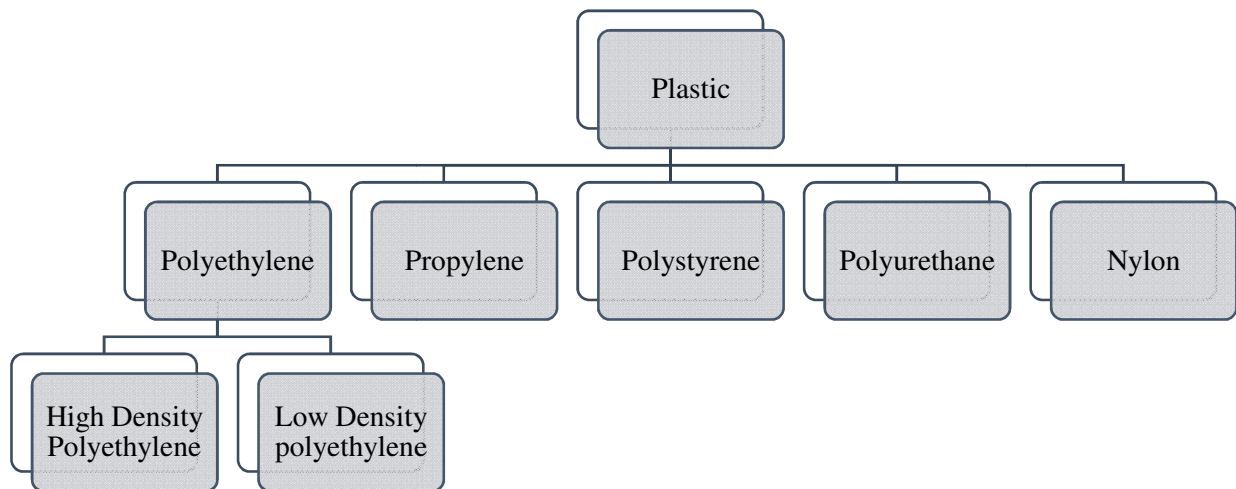 Plastic
Polyethylene
Propylene
Polystyrene
Polyurethane
Nylon
High Density
Polyethylene
Low Density
polyethylene